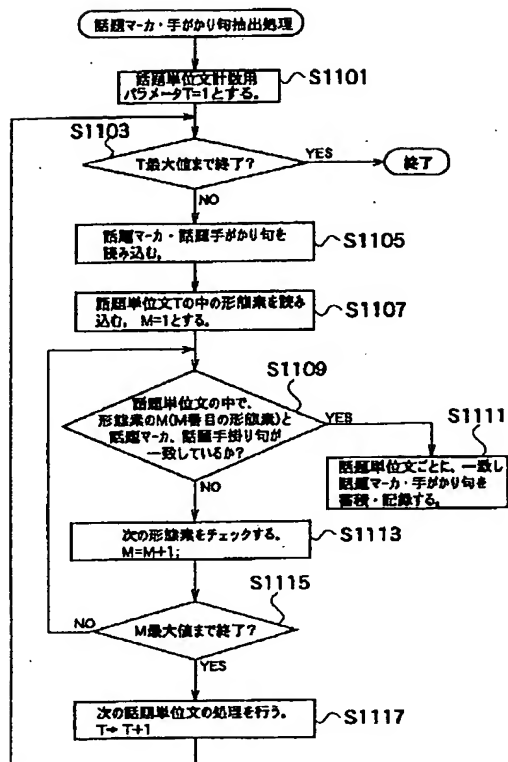 話題マーカ・手がかり句抽出処理
話題単位文計数用
パラメータT=1とする。
S1101
S1103
T最大値まで終了?
YES
終了
NO
話題マーカ・話題手がかり句を
読み込む。
S1105
話題単位文Tの中の形態素を読み
込む。 M=1とする。
S1107
S1109
話題単位文の中で、
形態素のM(M番目の形態素)と
話題マーカ、話題手掛り句が
一致しているか?
YES
S1111
話題単位文ごとに、一致し
話題マーカ・手がかり句を
蓄積・記録する。
NO
次の形態素をチェックする。
M=M+1;
S1113
S1115
M最大値まで終了?
NO
YES
次の話題単位文の処理を行う。
T← T+1
S1117